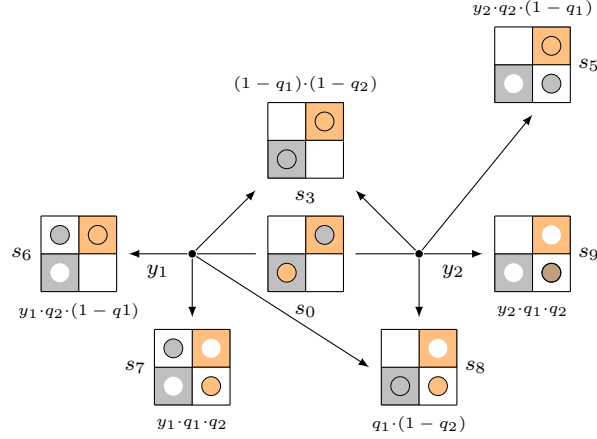 y₂·q₂·(1 − q₁)
s₅
(1 − q₁)·(1 − q₂)
s₃
s₆
y₁
y₂
s₉
y₁·q₂·(1 − q1)
s₀
y₂·q₁·q₂
s₇
s₈
y₁·q₁·q₂
q₁·(1 − q₂)